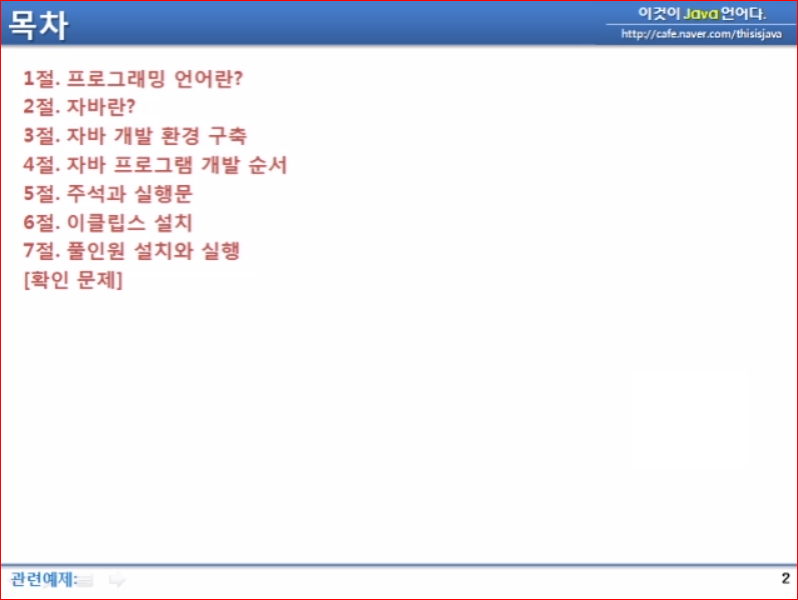 목차
이것이 Java 언어다.
http://cafe.naver.com/thisisjava
1절. 프로그래밍 언어란?
2절. 자바란?
3절. 자바 개발 환경 구축
4절. 자바 프로그램 개발 순서
5절. 주석과 실행문
6절. 이클립스 설치
7절. 풀인원 설치와 실행
[확인 문제]
관련예제:
2